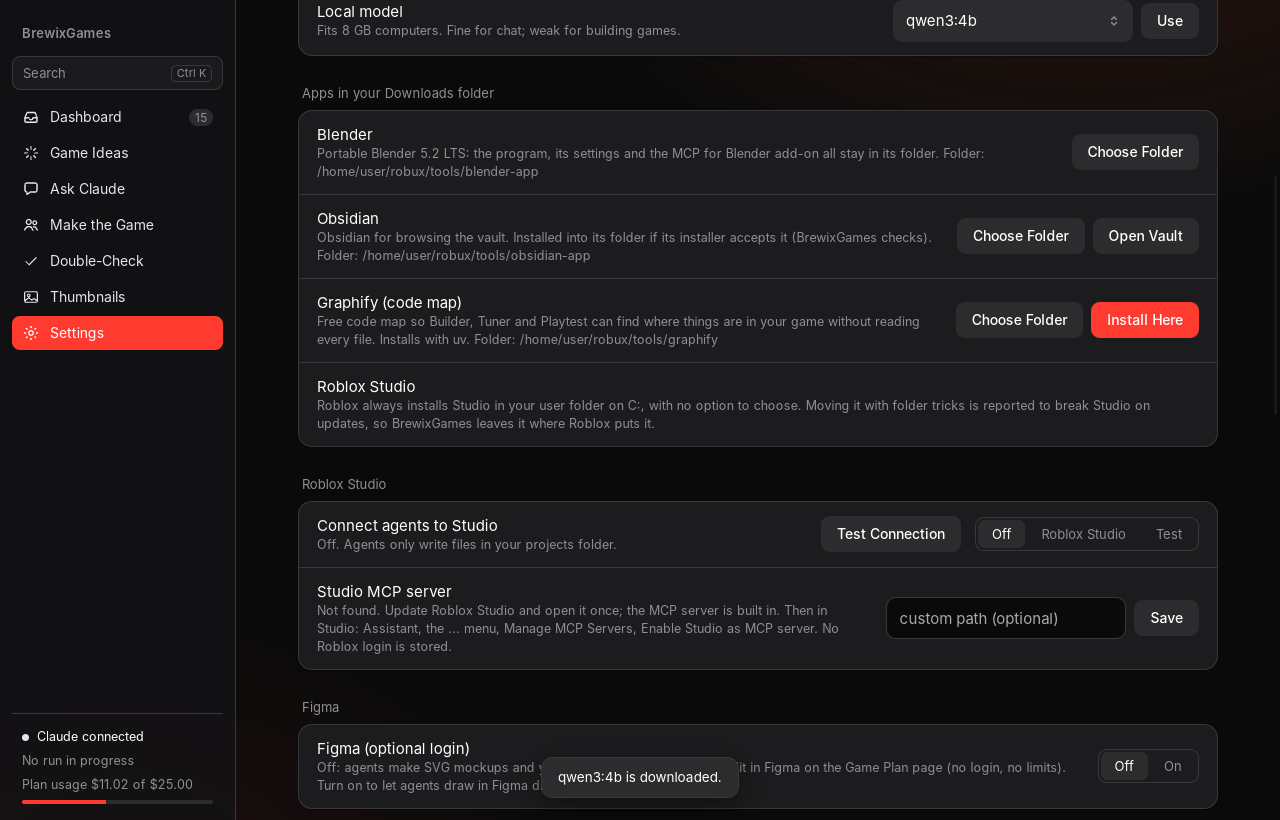 BrewixGames
Search
Ctrl K
Dashboard
15
Game Ideas
Ask Claude
Make the Game
Double-Check
Thumbnails
Settings
Claude connected
No run in progress
Plan usage $11.02 of $25.00
Local model
Fits 8 GB computers. Fine for chat; weak for building games.
qwen3:4b
Use
Apps in your Downloads folder
Blender
Portable Blender 5.2 LTS: the program, its settings and the MCP for Blender add-on all stay in its folder. Folder:
/home/user/robux/tools/blender-app
Choose Folder
Obsidian
Obsidian for browsing the vault. Installed into its folder if its installer accepts it (BrewixGames checks).
Folder: /home/user/robux/tools/obsidian-app
Choose Folder
Open Vault
Graphify (code map)
Free code map so Builder, Tuner and Playtest can find where things are in your game without reading
every file. Installs with uv. Folder: /home/user/robux/tools/graphify
Choose Folder
Install Here
Roblox Studio
Roblox always installs Studio in your user folder on C:, with no option to choose. Moving it with folder tricks is reported to break Studio on
updates, so BrewixGames leaves it where Roblox puts it.
Roblox Studio
Connect agents to Studio
Off. Agents only write files in your projects folder.
Test Connection
Off
Roblox Studio
Test
Studio MCP server
Not found. Update Roblox Studio and open it once; the MCP server is built in. Then in
Studio: Assistant, the ... menu, Manage MCP Servers, Enable Studio as MCP server. No
Roblox login is stored.
custom path (optional)
Save
Figma
Figma (optional login)
Off: agents make SVG mockups and
it in Figma on the Game Plan page (no login, no limits).
Turn on to let agents draw in Figma
Off
On
qwen3:4b is downloaded.